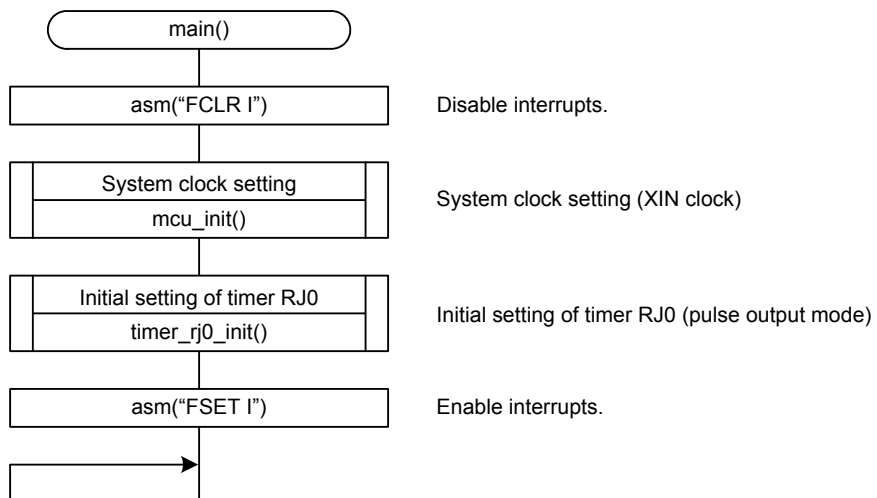 main()
asm(“FCLR I”)
Disable interrupts.
System clock setting
mcu_init()
System clock setting (XIN clock)
Initial setting of timer RJ0
timer_rj0_init()
Initial setting of timer RJ0 (pulse output mode)
asm(“FSET I”)
Enable interrupts.